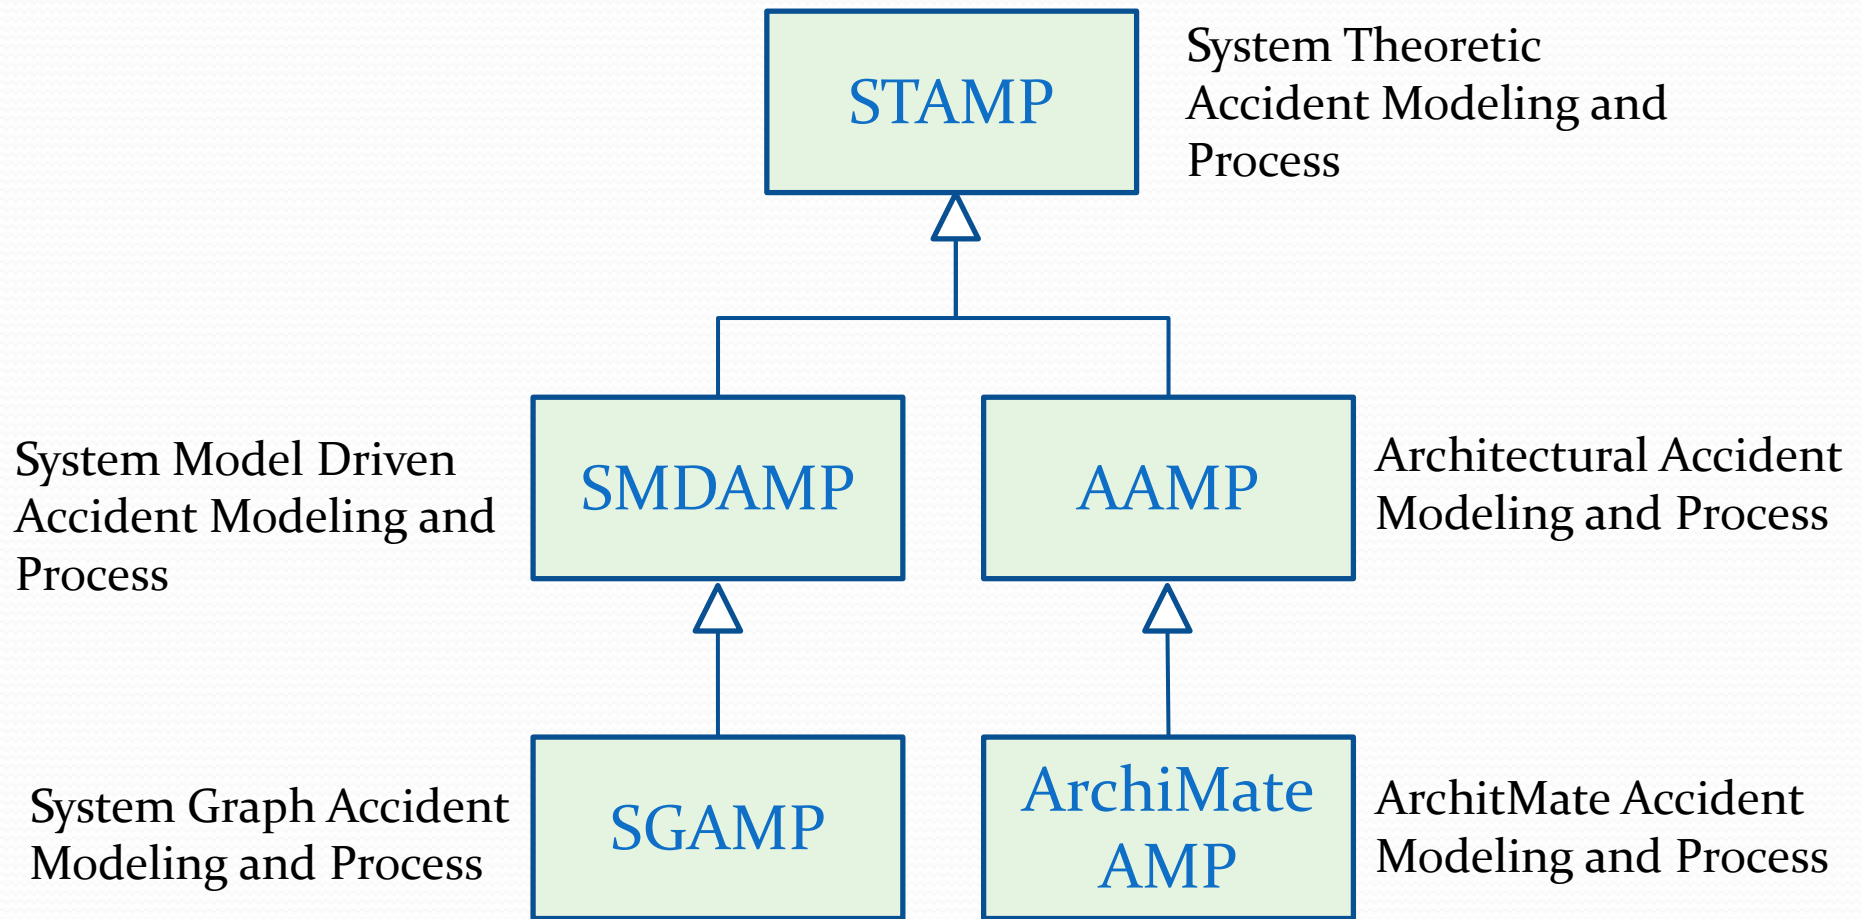 STAMP
System Theoretic
Accident Modeling and
Process
System Model Driven
Accident Modeling and
Process
SMDAMP
AAMP
Architectural Accident
Modeling and Process
System Graph Accident
Modeling and Process
SGAMP
ArchiMate
AMP
ArchitMate Accident
Modeling and Process